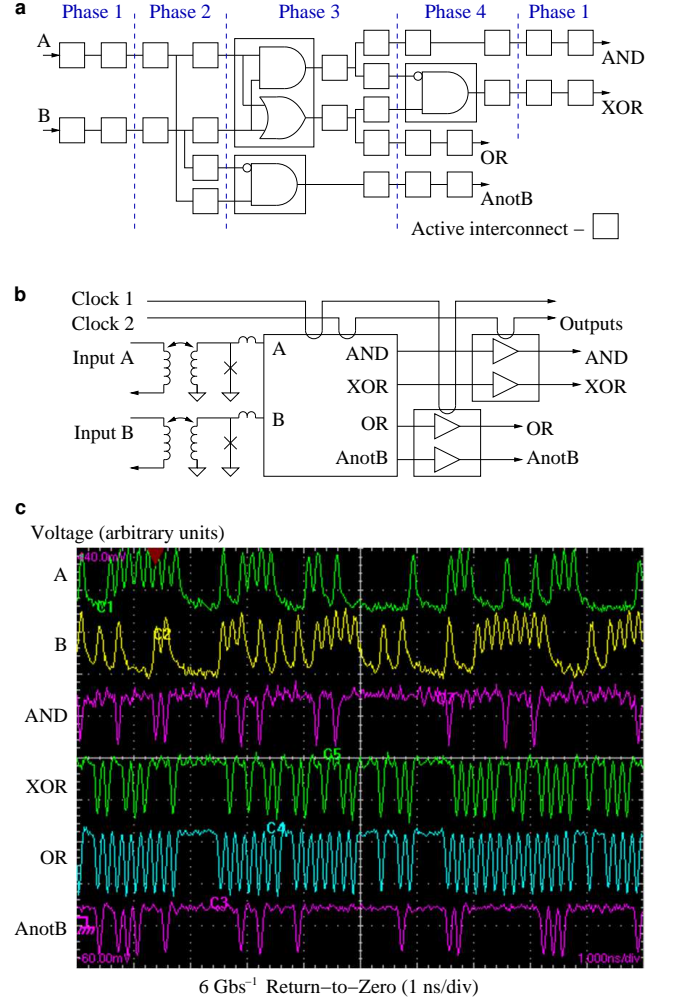 a
Phase 1 Phase 2 Phase 3 Phase 4 Phase 1
A
AND
B
XOR
OR
AnotB
Active interconnect –
b
Clock 1
Clock 2
Outputs
Input A
A
AND
AND
XOR
XOR
Input B
B
OR
OR
AnotB
AnotB
c
Voltage (arbitrary units)
A
C1
B
C2
AND
C5
XOR
C4
OR
C3
AnotB
60.00mV
1.000ns/div
6 Gbs⁻¹ Return−to−Zero (1 ns/div)